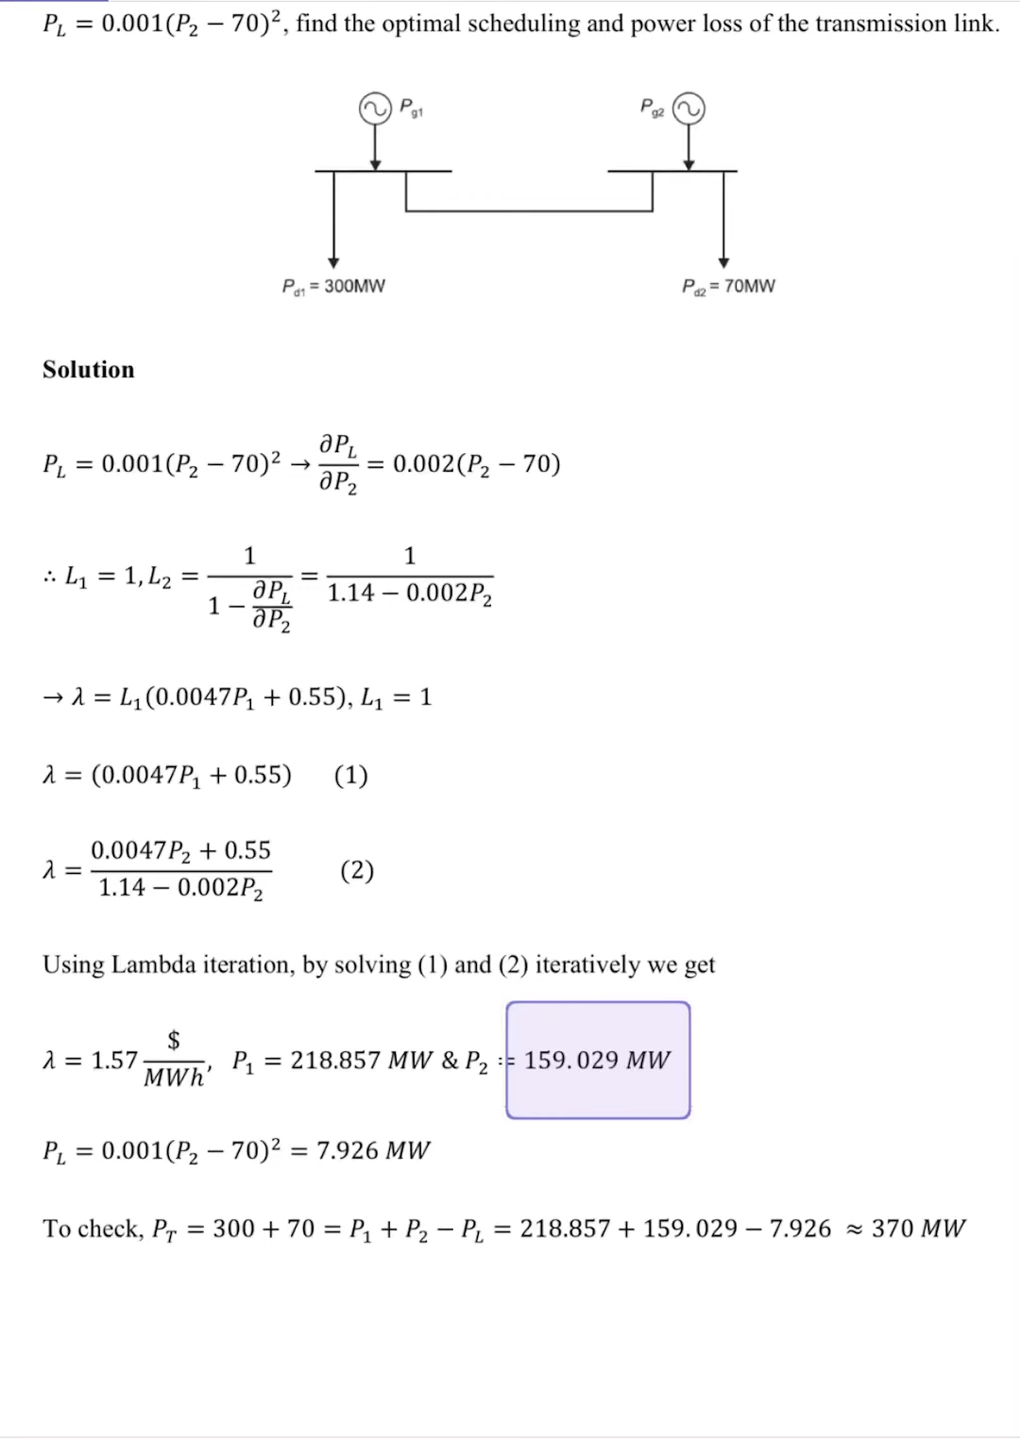 P_L = 0.001(P_2 − 70)², find the optimal scheduling and power loss of the transmission link.
P_g1 P_g2
P_d1 = 300MW P_d2 = 70MW
Solution
P_L = 0.001(P_2 − 70)² → ∂P_L/∂P_2 = 0.002(P_2 − 70)
∴ L_1 = 1, L_2 = 1/(1 − ∂P_L/∂P_2) = 1/(1.14 − 0.002P_2)
→ λ = L_1(0.0047P_1 + 0.55), L_1 = 1
λ = (0.0047P_1 + 0.55) (1)
λ = (0.0047P_2 + 0.55)/(1.14 − 0.002P_2) (2)
Using Lambda iteration, by solving (1) and (2) iteratively we get
λ = 1.57 $/MWh, P_1 = 218.857 MW & P_2 = 159.029 MW
P_L = 0.001(P_2 − 70)² = 7.926 MW
To check, P_T = 300 + 70 = P_1 + P_2 − P_L = 218.857 + 159.029 − 7.926 ≈ 370 MW